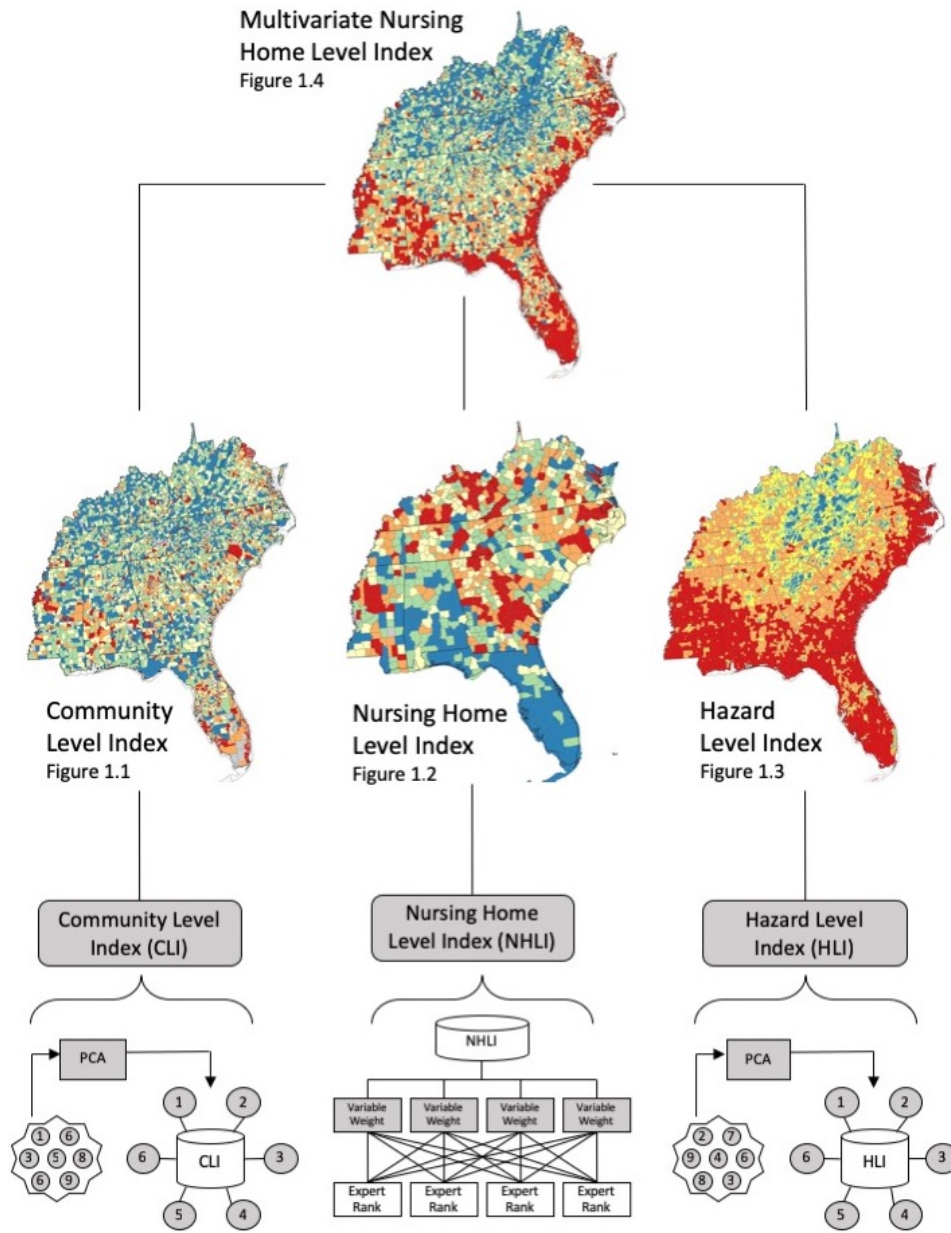 Multivariate Nursing
Home Level Index
Figure 1.4
Community
Level Index
Figure 1.1
Nursing Home
Level Index
Figure 1.2
Hazard
Level Index
Figure 1.3
Community Level
Index (CLI)
Nursing Home
Level Index (NHLI)
Hazard Level
Index (HLI)
PCA
1
2
3
4
5
6
CLI
1 6
3 5 8
6 9
NHLI
Variable
Weight
Variable
Weight
Variable
Weight
Variable
Weight
Expert
Rank
Expert
Rank
Expert
Rank
Expert
Rank
PCA
1
2
3
4
5
6
HLI
2 7
9 4 6
8 3